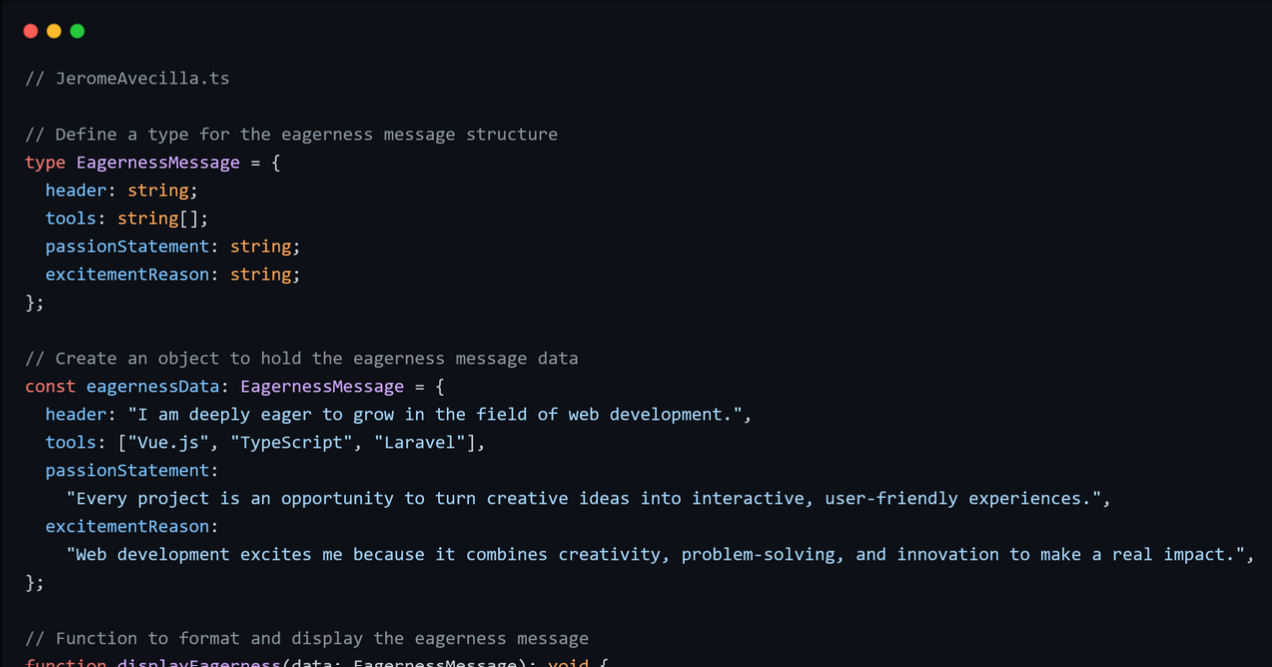 // JeromeAvecilla.ts
// Define a type for the eagerness message structure
type EagernessMessage = {
  header: string;
  tools: string[];
  passionStatement: string;
  excitementReason: string;
};
// Create an object to hold the eagerness message data
const eagernessData: EagernessMessage = {
  header: "I am deeply eager to grow in the field of web development.",
  tools: ["Vue.js", "TypeScript", "Laravel"],
  passionStatement:
    "Every project is an opportunity to turn creative ideas into interactive, user-friendly experiences.",
  excitementReason:
    "Web development excites me because it combines creativity, problem-solving, and innovation to make a real impact.",
};
// Function to format and display the eagerness message
function displayEagerness(data: EagernessMessage): void {